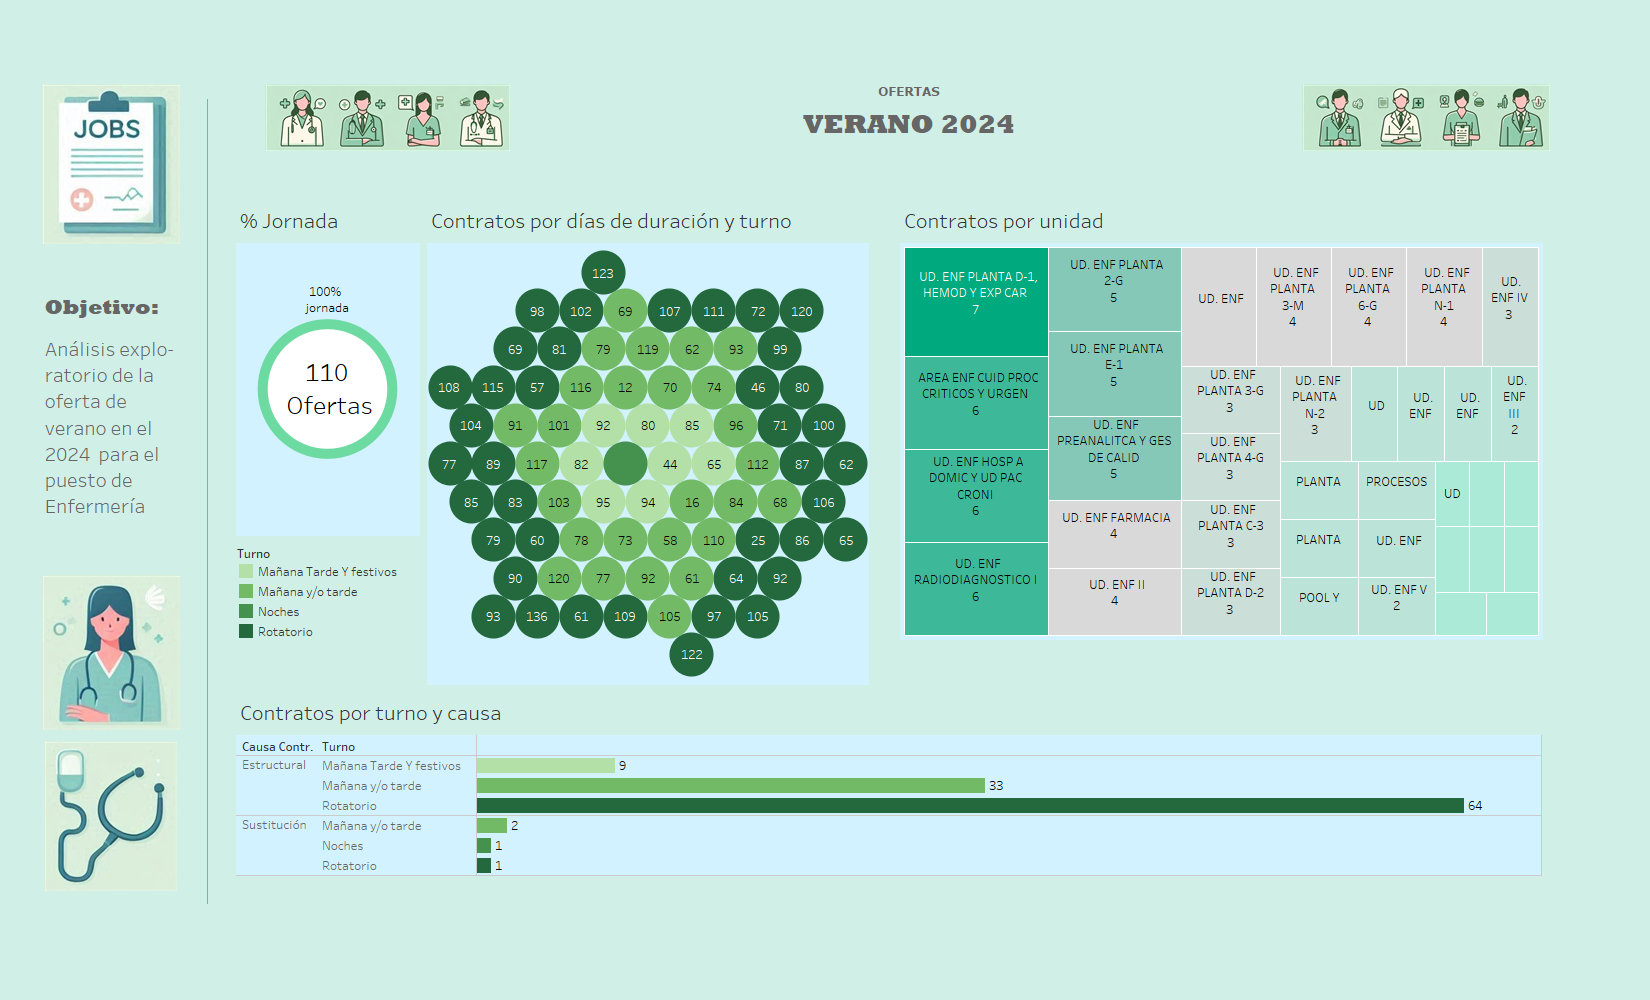 JOBS
OFERTAS
VERANO 2024
Objetivo:
Análisis explo-
ratorio de la
oferta de
verano en el
2024 para el
puesto de
Enfermería
% Jornada
100%
jornada
110
Ofertas
Turno
Mañana Tarde Y festivos
Mañana y/o tarde
Noches
Rotatorio
Contratos por días de duración y turno
123
98 102 69 107 111 72 120
69 81 79 119 62 93 99
108 115 57 116 12 70 74 46 80
104 91 101 92 80 85 96 71 100
77 89 117 82 44 65 112 87 62
85 83 103 95 94 16 84 68 106
79 60 78 73 58 110 25 86 65
90 120 77 92 61 64 92
93 136 61 109 105 97 105
122
Contratos por unidad
UD. ENF PLANTA D-1,
HEMOD Y EXP CAR
7
AREA ENF CUID PROC
CRITICOS Y URGEN
6
UD. ENF HOSP A
DOMIC Y UD PAC
CRONI
6
UD. ENF
RADIODIAGNOSTICO I
6
UD. ENF PLANTA
2-G
5
UD. ENF PLANTA
E-1
5
UD. ENF
PREANALITCA Y GES
DE CALID
5
UD. ENF FARMACIA
4
UD. ENF II
4
UD. ENF
UD. ENF
PLANTA
3-M
4
UD. ENF
PLANTA
6-G
4
UD. ENF
PLANTA
N-1
4
UD.
ENF IV
3
UD. ENF
PLANTA 3-G
3
UD. ENF
PLANTA 4-G
3
UD. ENF
PLANTA C-3
3
UD. ENF
PLANTA D-2
3
UD. ENF
PLANTA
N-2
3
UD
UD.
ENF
UD.
ENF
UD.
ENF
III
2
PLANTA
PROCESOS
PLANTA
UD. ENF
POOL Y
UD. ENF V
2
UD
Contratos por turno y causa
Causa Contr. Turno
Estructural Mañana Tarde Y festivos 9
Mañana y/o tarde 33
Rotatorio 64
Sustitución Mañana y/o tarde 2
Noches 1
Rotatorio 1